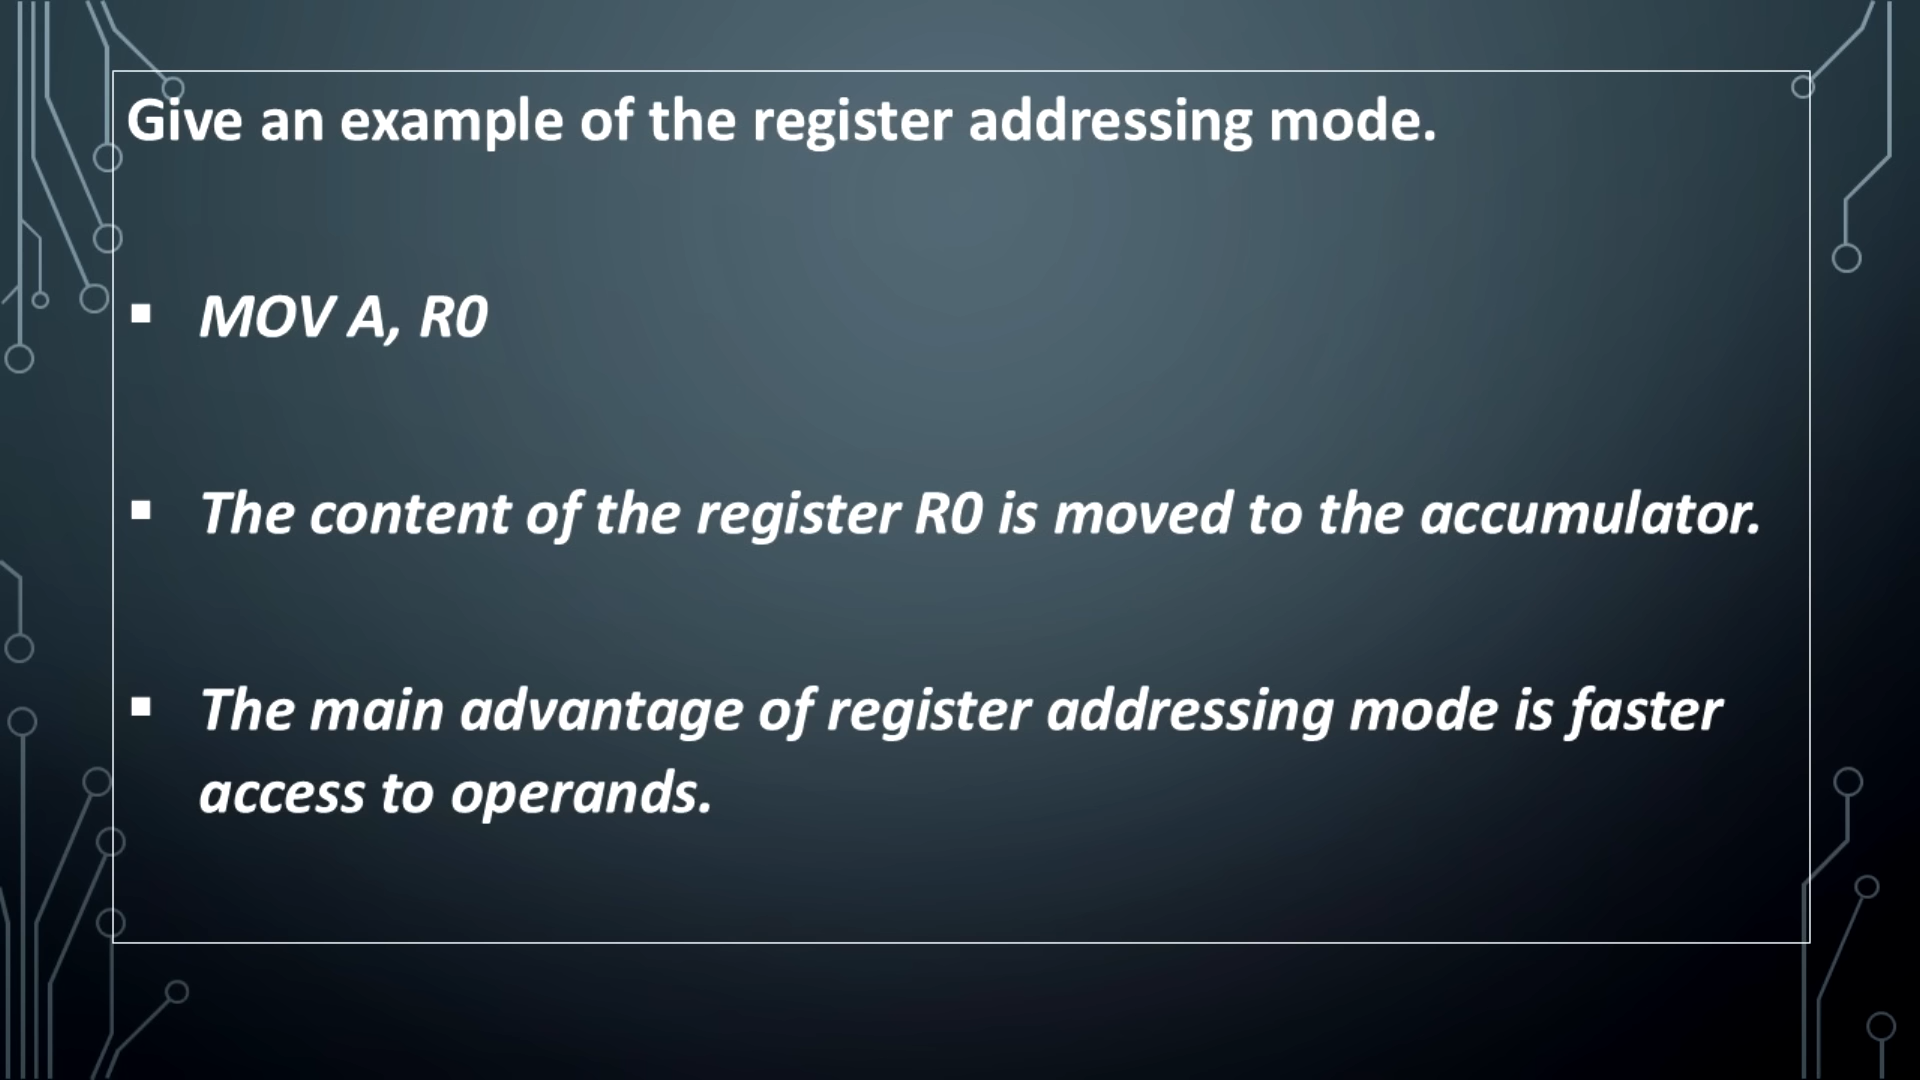 Give an example of the register addressing mode.
▪ MOV A, R0
▪ The content of the register R0 is moved to the accumulator.
▪ The main advantage of register addressing mode is faster
access to operands.